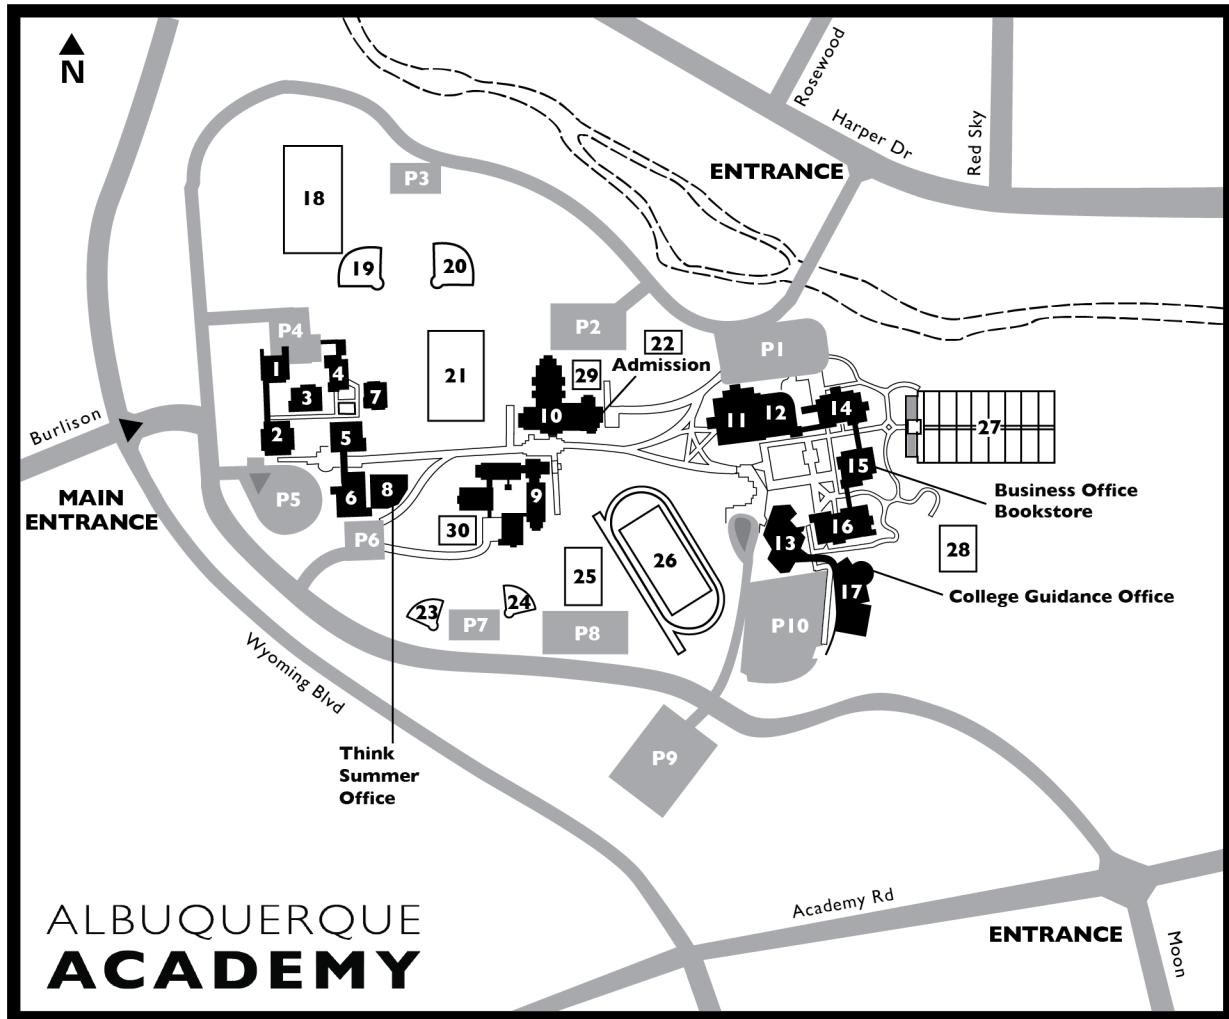 N
Rosewood
Harper Dr
Red Sky
ENTRANCE
P3
18
19
20
P4
P2
22
P1
29
Admission
1
4
3
7
21
10
11
12
14
27
Burlison
2
5
15
MAIN
ENTRANCE
P5
6
8
9
Business Office
Bookstore
P6
30
13
16
28
26
25
17
College Guidance Office
23
24
P7
P8
P10
Wyoming Blvd
Think
Summer
Office
P9
Academy Rd
ENTRANCE
Moon
ALBUQUERQUE
ACADEMY